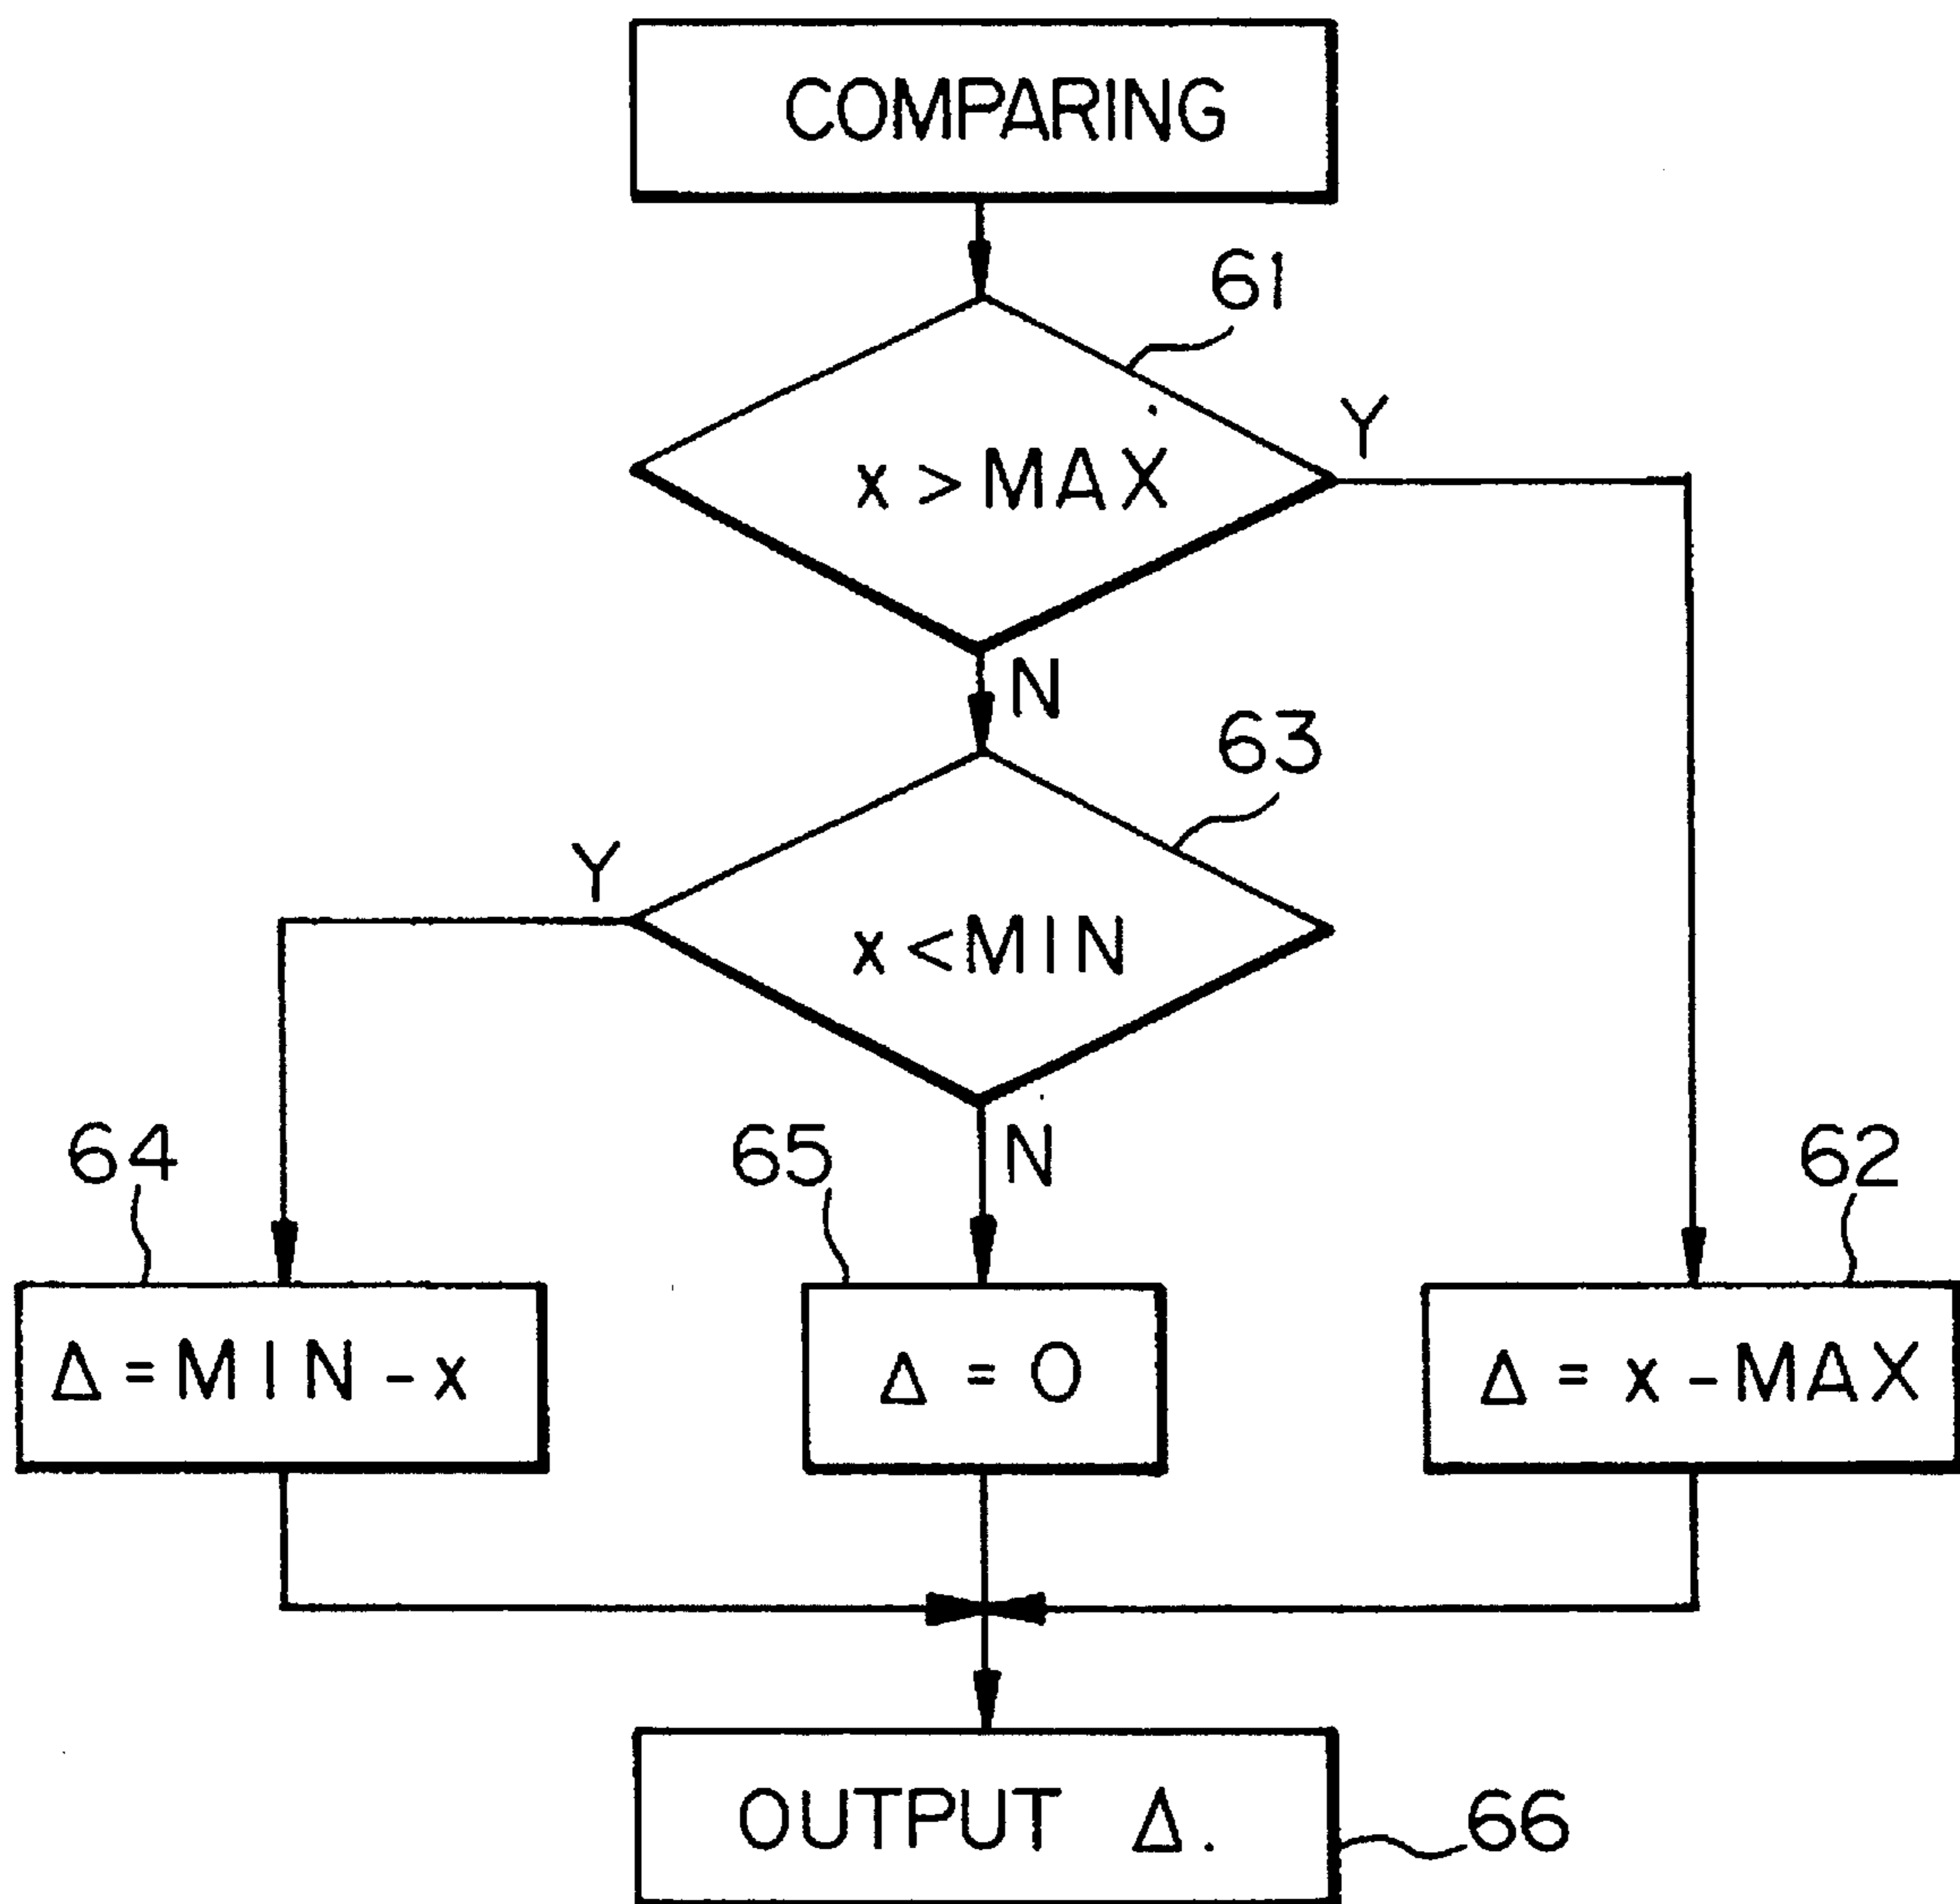 COMPARING
61
x > MAX
Y
N
63
Y
x < MIN
64
65
N
62
Δ = MIN - x
Δ = 0
Δ = x - MAX
OUTPUT Δ.
66